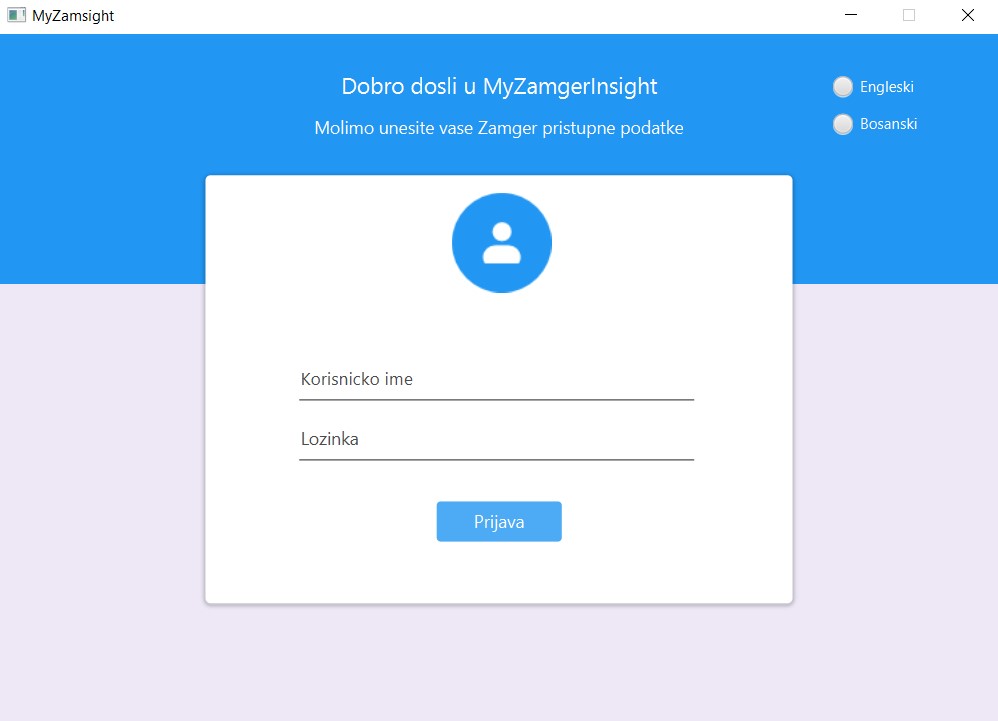 MyZamsight
Dobro dosli u MyZamgerInsight
Molimo unesite vase Zamger pristupne podatke
Engleski
Bosanski
Korisnicko ime
Lozinka
Prijava